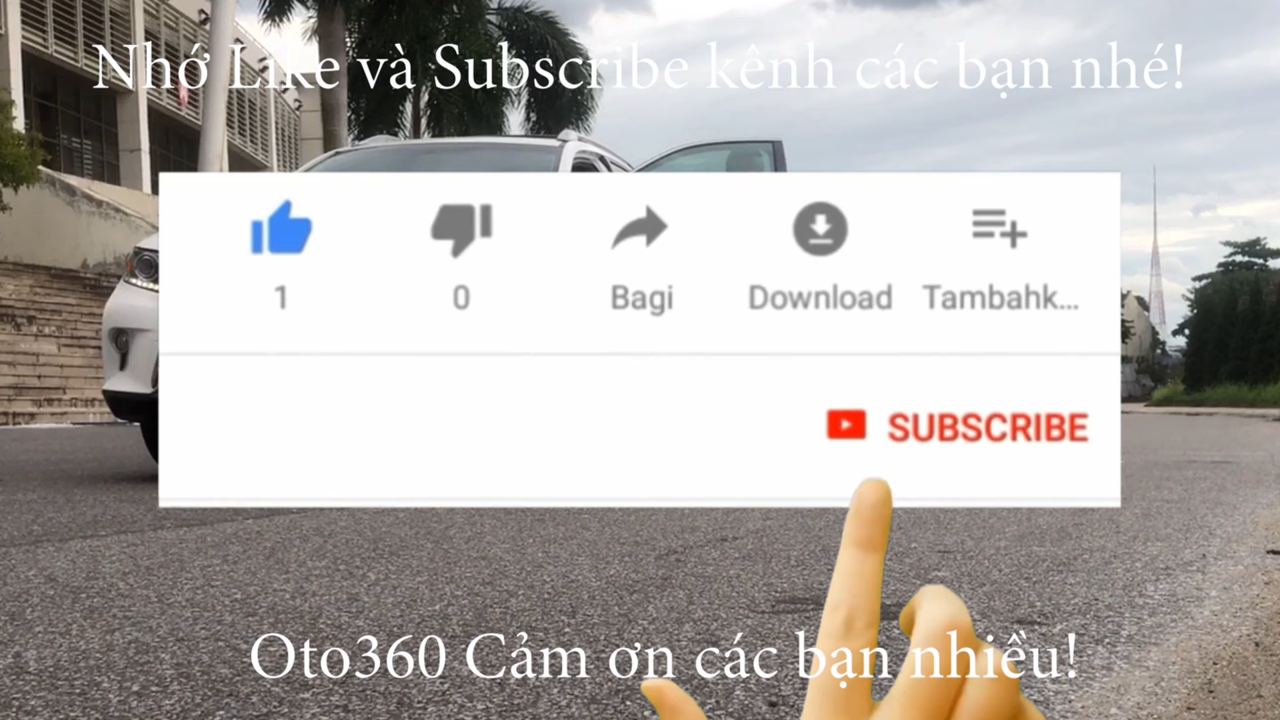 Nhớ Like và Subscribe kênh các bạn nhé!
1 0 Bagi Download Tambahk...
SUBSCRIBE
Oto360 Cảm ơn các bạn nhiều!